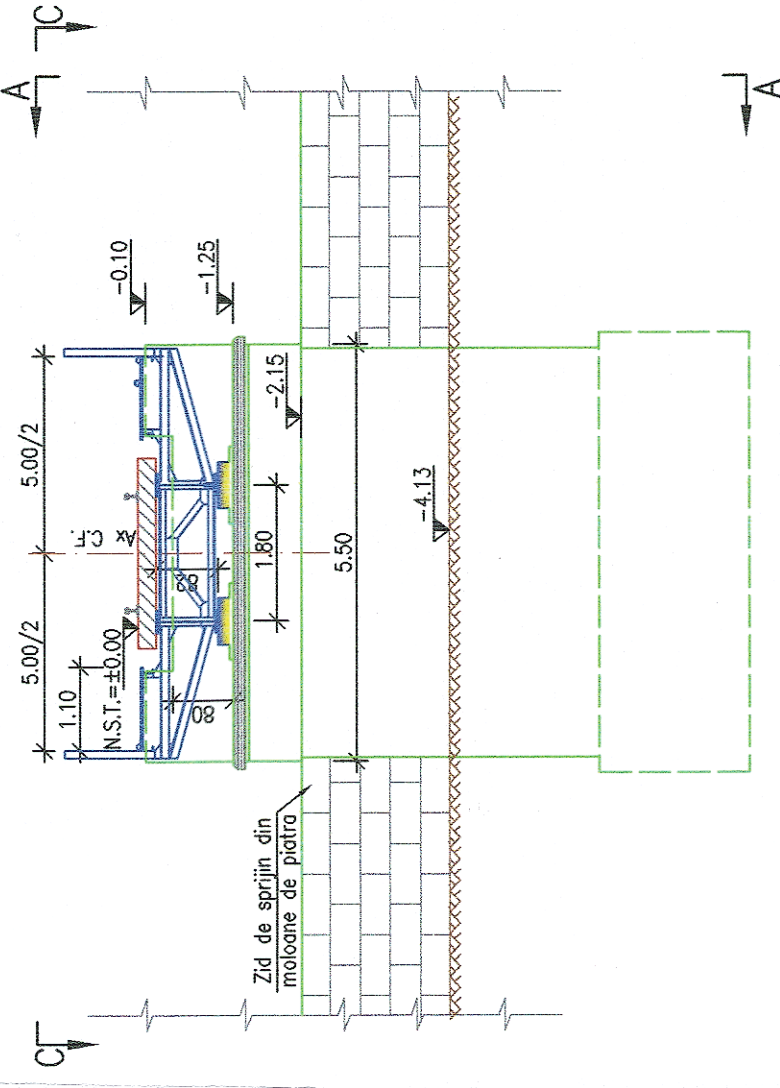 C
A
5.00/2
5.00/2
1.10
N.S.T.=±0.00
Ax
C.F.
-0.10
-1.25
80
1.80
-2.15
5.50
-4.13
Zid de sprijin din
moloane de piatra
C
A